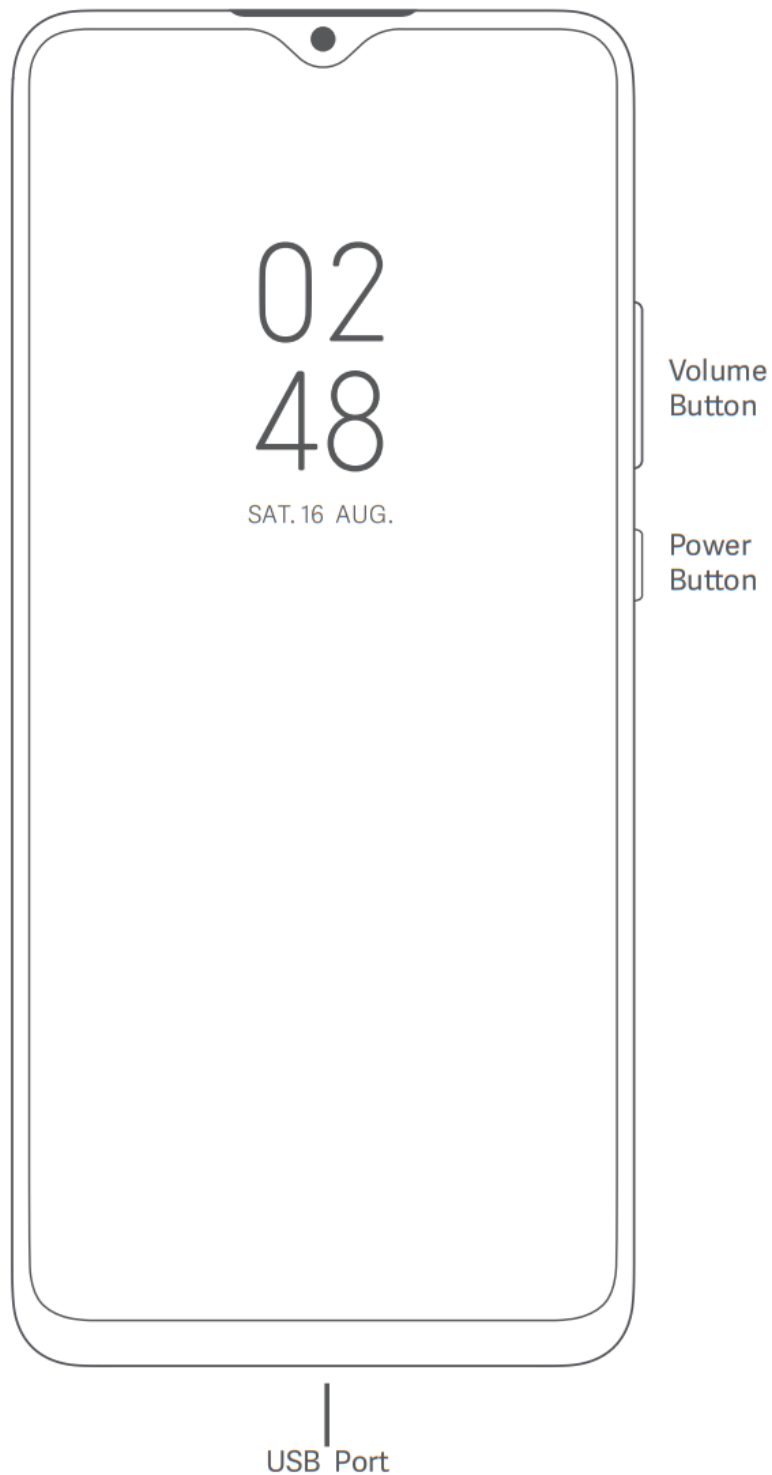 02
48
SAT. 16 AUG.
Volume
Button
Power
Button
USB Port